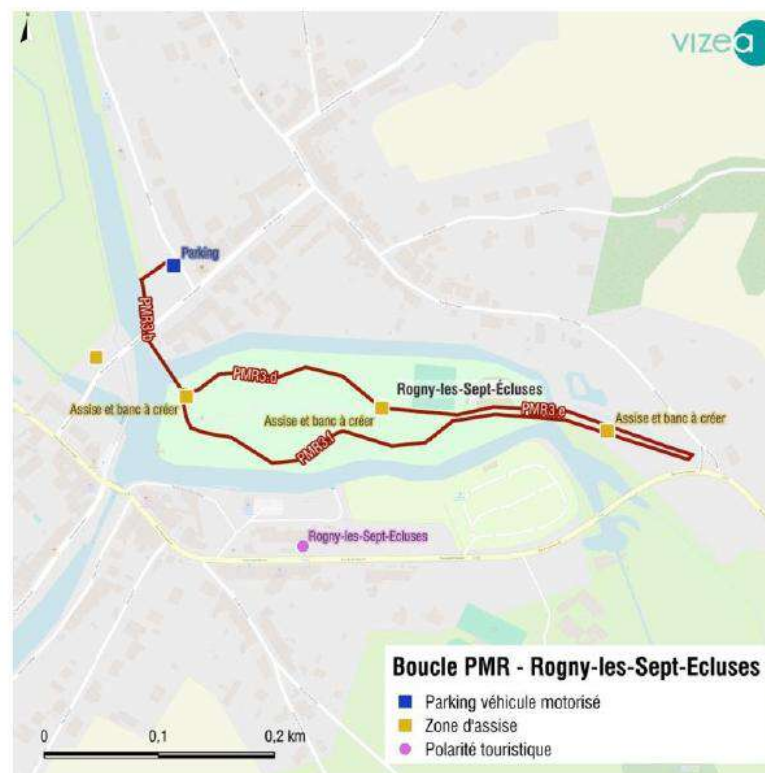 vizea
Parking
PMR3-b
PMR3-d
Rogny-les-Sept-Écluses
Assise et banc à créer
PMR3-e
Assise et banc à créer
Assise et banc à créer
PMR3-f
Rogny-les-Sept-Ecluses
Boucle PMR - Rogny-les-Sept-Ecluses
Parking véhicule motorisé
Zone d'assise
Polarité touristique
0 0,1 0,2 km